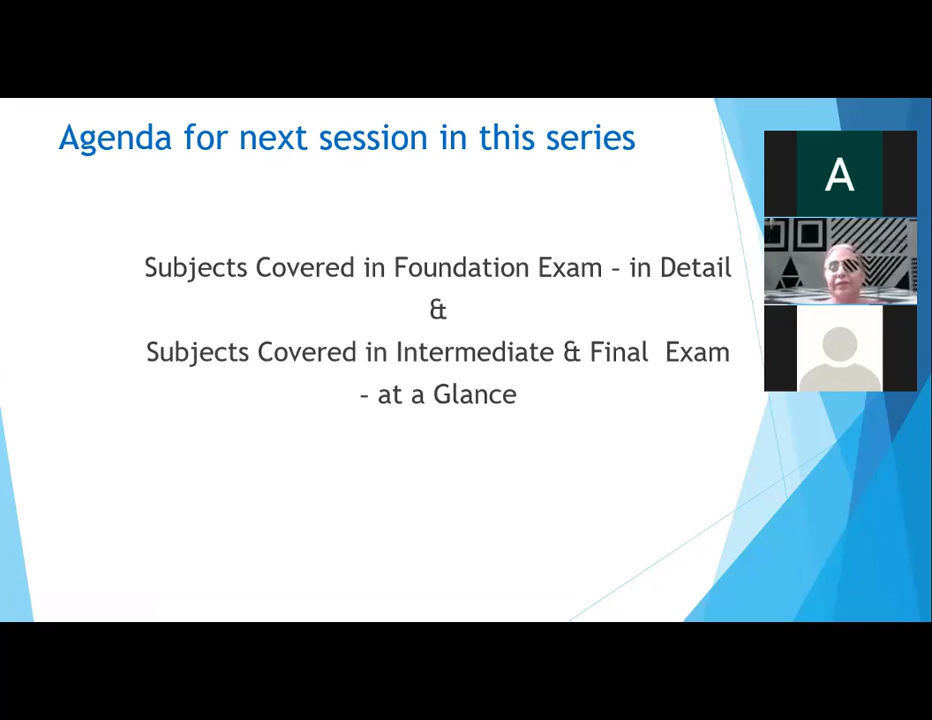 Agenda for next session in this series
Subjects Covered in Foundation Exam – in Detail
&
Subjects Covered in Intermediate & Final  Exam
– at a Glance
A